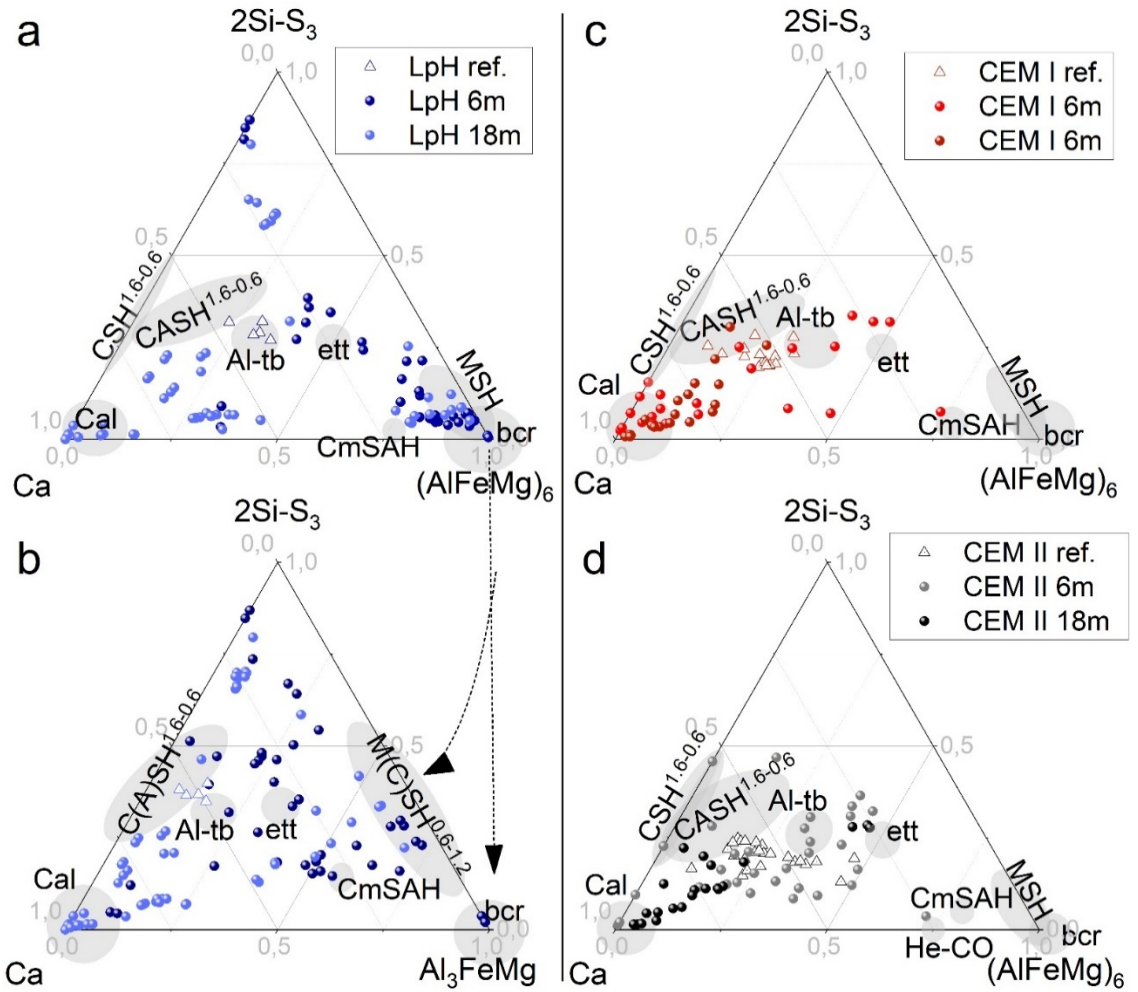 a
2Si-S3
0,0
1,0
LpH ref.
LpH 6m
LpH 18m
0,5
0,5
CSH1.6-0.6
CASH1.6-0.6
Al-tb
ett
MSH
Cal
1,0
CmSAH
bcr
0,0
0,5
1,0
0,0
Ca
(AlFeMg)6
b
2Si-S3
0,0
1,0
0,5
0,5
C(A)SH1.6-0.6
M(C)SH0.6-1.2
Al-tb
ett
Cal
CmSAH
1,0
bcr
0,0
0,0
0,5
1,0
Ca
Al3FeMg
c
2Si-S3
0,0
1,0
CEM I ref.
CEM I 6m
CEM I 6m
0,5
0,5
CSH1.6-0.6
CASH1.6-0.6
Al-tb
ett
MSH
Cal
1,0
CmSAH
bcr
0,0
0,5
1,0
Ca
(AlFeMg)6
d
2Si-S3
0,0
1,0
CEM II ref.
CEM II 6m
CEM II 18m
0,5
0,5
CSH1.6-0.6
CASH1.6-0.6
Al-tb
ett
Cal
CmSAH
MSH
1,0
He-CO
bcr
0,0
0,5
1,0
Ca
(AlFeMg)6